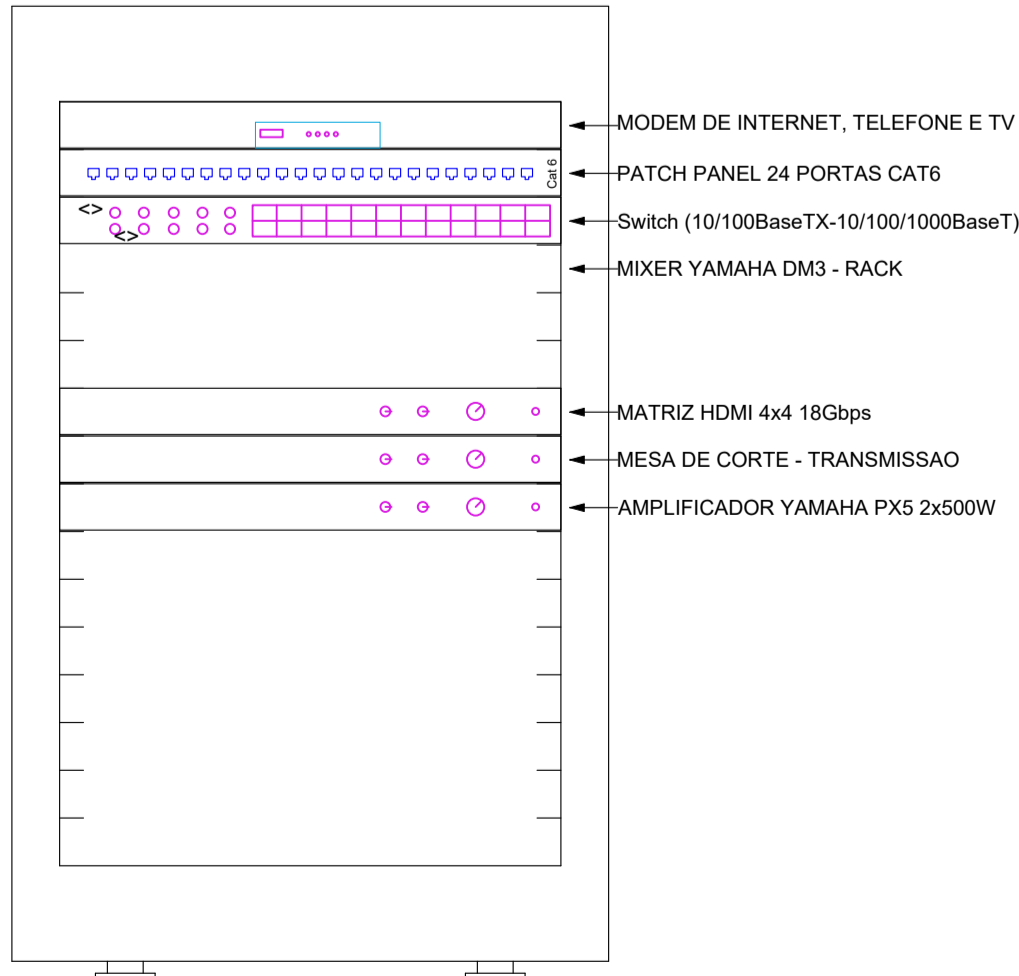 MODEM DE INTERNET, TELEFONE E TV
Cat 6
PATCH PANEL 24 PORTAS CAT6
<>
<>
Switch (10/100BaseTX-10/100/1000BaseT)
MIXER YAMAHA DM3 - RACK
MATRIZ HDMI 4x4 18Gbps
MESA DE CORTE - TRANSMISSAO
AMPLIFICADOR YAMAHA PX5 2x500W